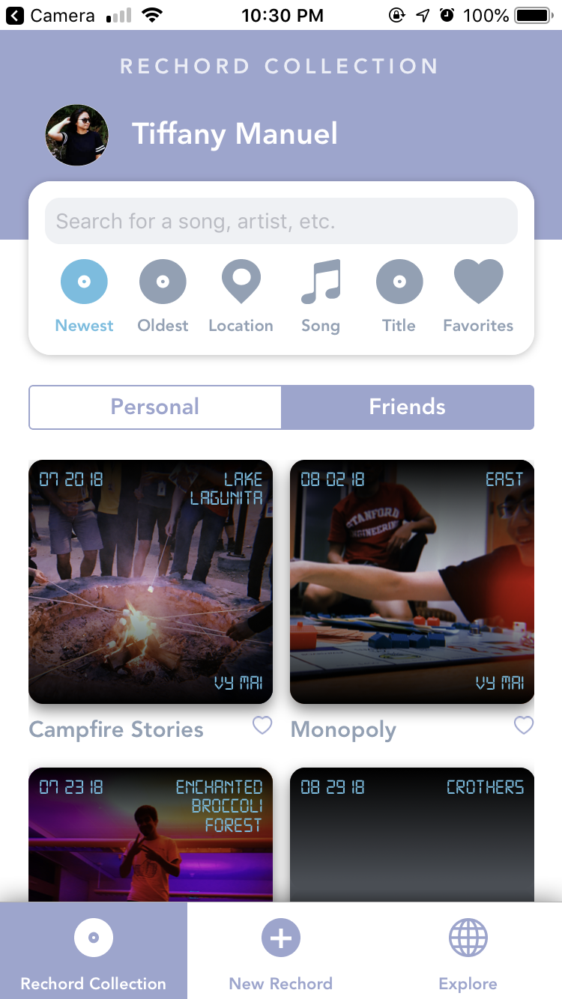 Camera 10:30 PM 100%
RECHORD COLLECTION
Tiffany Manuel
Search for a song, artist, etc.
Newest Oldest Location Song Title Favorites
Personal Friends
07 20 18 LAKE
LAGUNITA
VY MAI
Campfire Stories
08 02 18 EAST
STANFORD
ENGINEERING
VY MAI
Monopoly
07 23 18 ENCHANTED
BROCCOLI
FOREST
08 29 18 CROTHERS
Rechord Collection New Rechord Explore